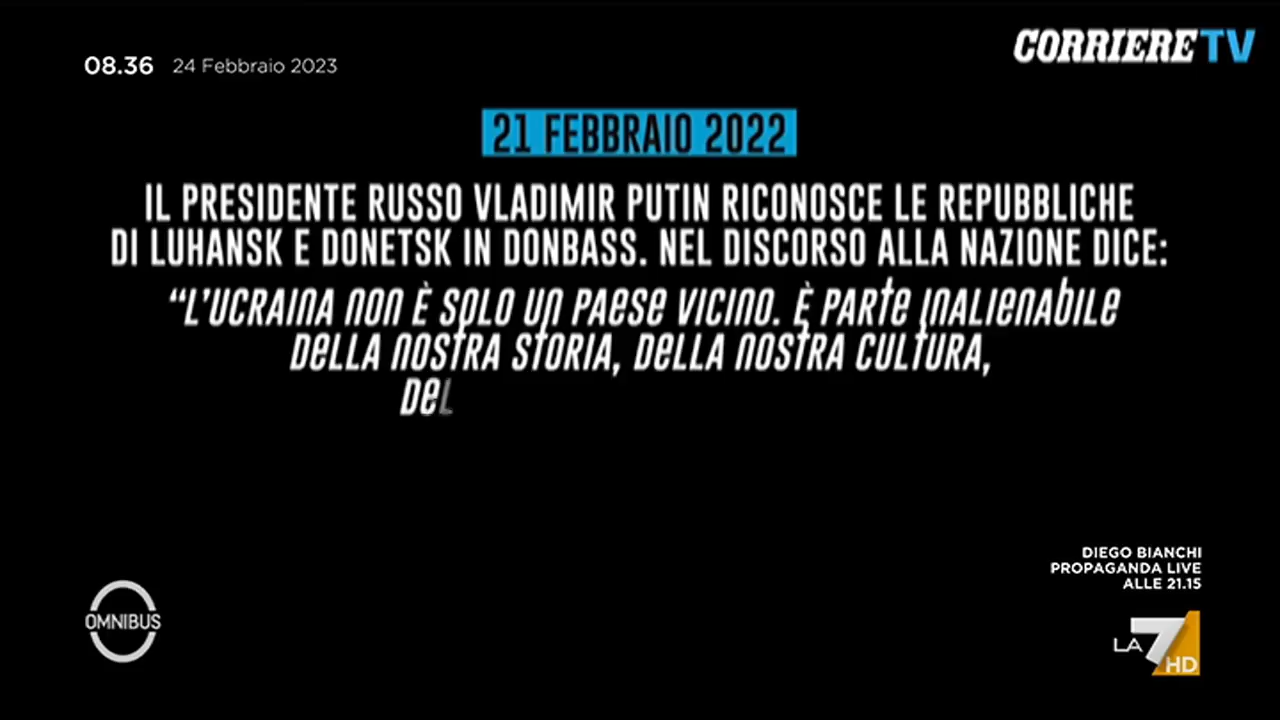 08.36 24 Febbraio 2023
CORRIERE TV
21 FEBBRAIO 2022
IL PRESIDENTE RUSSO VLADIMIR PUTIN RICONOSCE LE REPUBBLICHE
DI LUHANSK E DONETSK IN DONBASS. NEL DISCORSO ALLA NAZIONE DICE:
“L’UCRAINA NON È SOLO UN PAESE VICINO. È PARTE INALIENABILE
DELLA NOSTRA STORIA, DELLA NOSTRA CULTURA,
DEL
DIEGO BIANCHI
PROPAGANDA LIVE
ALLE 21.15
OMNIBUS
LA 7 HD